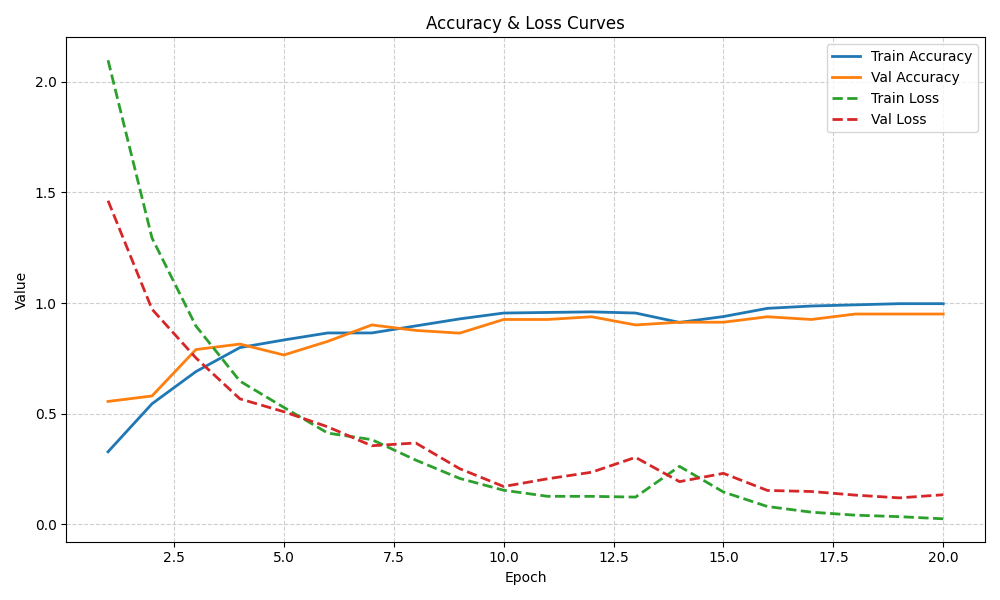 Accuracy & Loss Curves
Train Accuracy
Val Accuracy
Train Loss
Val Loss
2.0
1.5
1.0
0.5
0.0
Value
2.5 5.0 7.5 10.0 12.5 15.0 17.5 20.0
Epoch